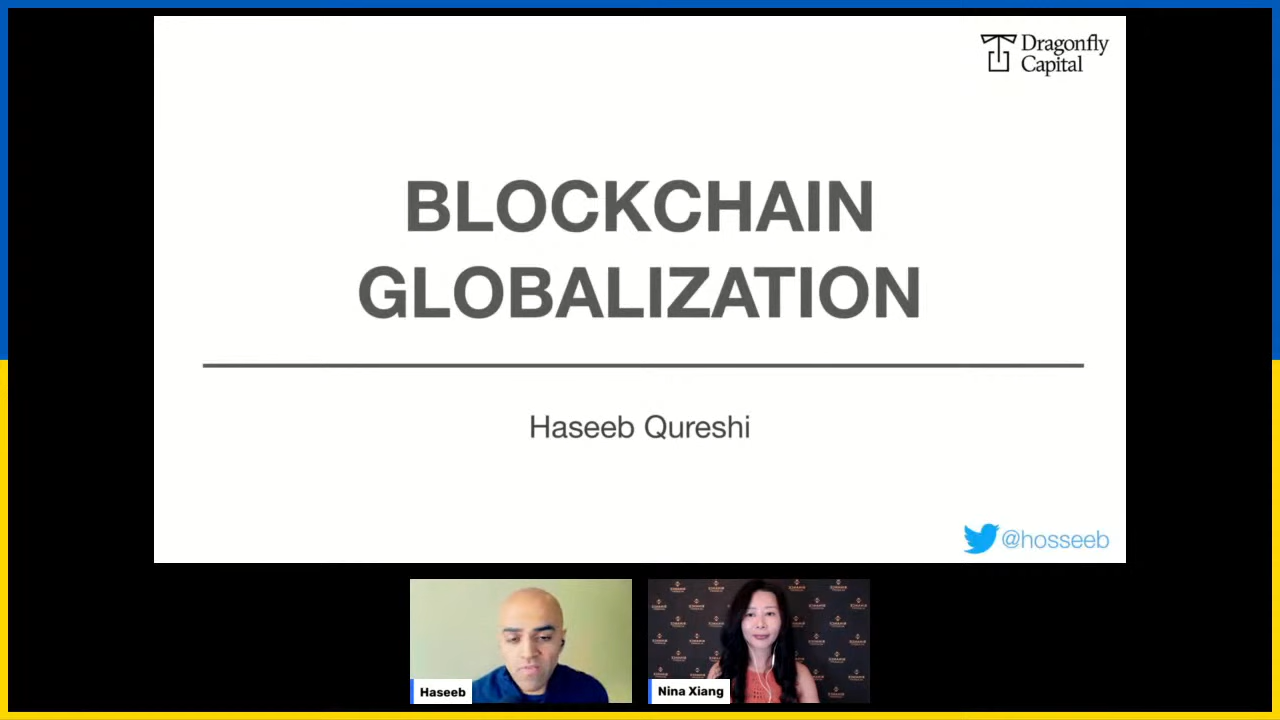 Dragonfly
Capital
BLOCKCHAIN
GLOBALIZATION
Haseeb Qureshi
@hosseeb
Haseeb
Nina Xiang